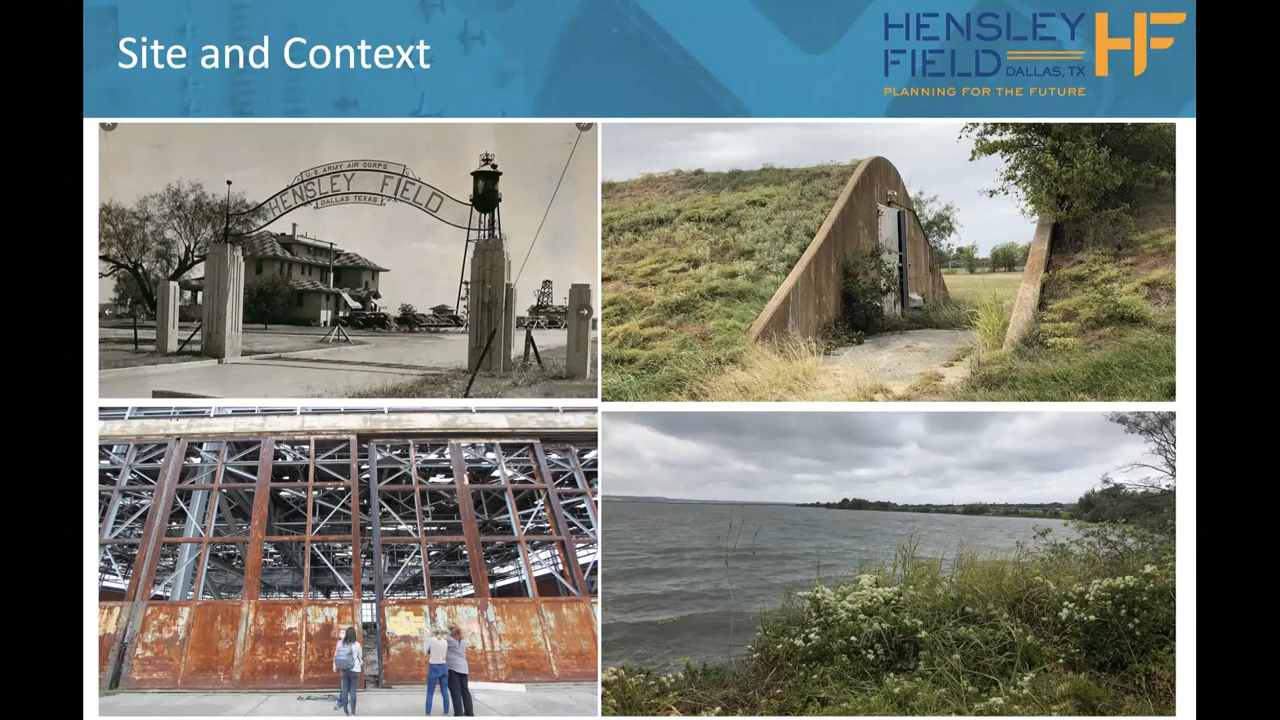 Site and Context
HENSLEY
FIELD DALLAS, TX
HF
PLANNING FOR THE FUTURE
U.S. ARMY AIR CORPS
HENSLEY FIELD
DALLAS TEXAS